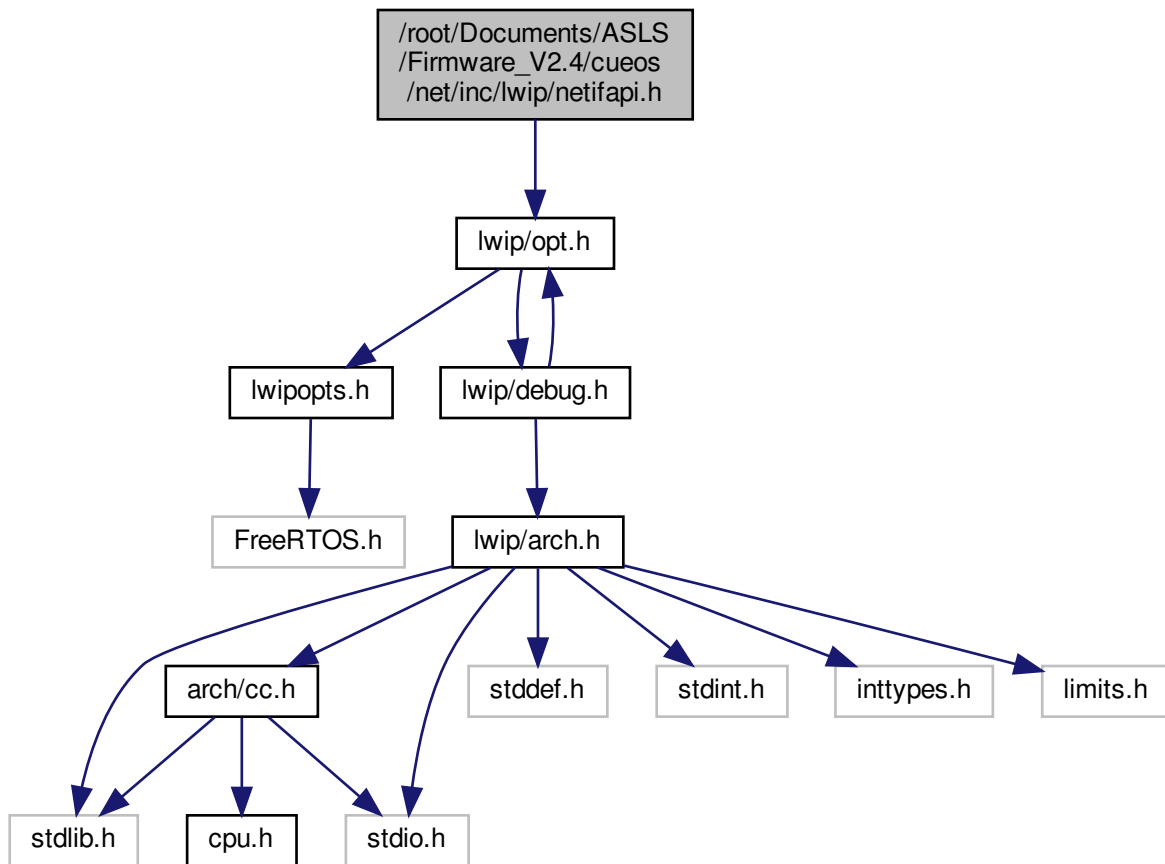 /root/Documents/ASLS
/Firmware_V2.4/cueos
/net/inc/lwip/netifapi.h
lwip/opt.h
lwipopts.h
lwip/debug.h
FreeRTOS.h
lwip/arch.h
arch/cc.h
stddef.h
stdint.h
inttypes.h
limits.h
stdlib.h
cpu.h
stdio.h